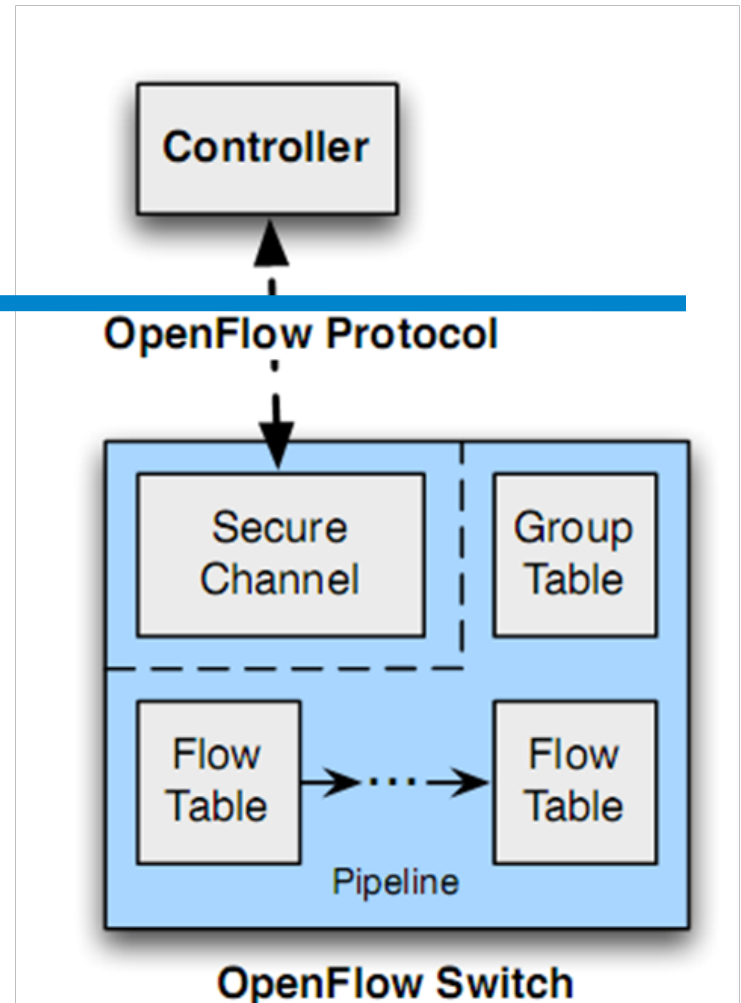 Controller
OpenFlow Protocol
Secure
Channel
Group
Table
Flow
Table
...
Flow
Table
Pipeline
OpenFlow Switch